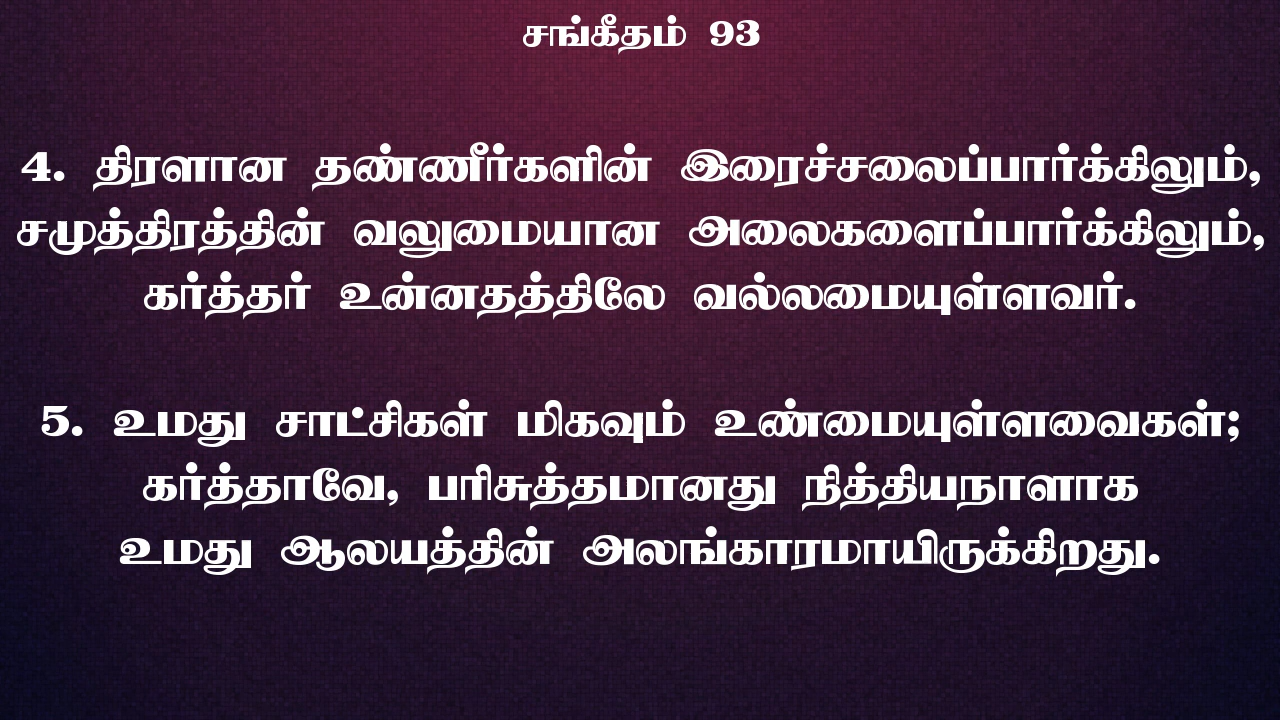 சங்கீதம் 93
4. திரளான தண்ணீர்களின் இரைச்சலைப்பார்க்கிலும்,
சமுத்திரத்தின் வலுமையான அலைகளைப்பார்க்கிலும்,
கர்த்தர் உன்னதத்திலே வல்லமையுள்ளவர்.
5. உமது சாட்சிகள் மிகவும் உண்மையுள்ளவைகள்;
கர்த்தாவே, பரிசுத்தமானது நித்தியநாளாக
உமது ஆலயத்தின் அலங்காரமாயிருக்கிறது.